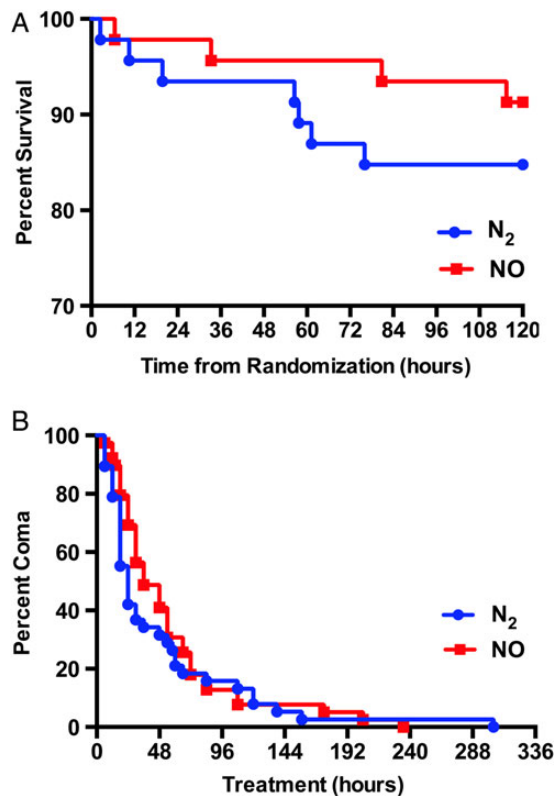 A
100
90
80
70
Percent Survival
N2
NO
0 12 24 36 48 60 72 84 96 108 120
Time from Randomization (hours)
B
100
80
60
40
20
0
Percent Coma
N2
NO
0 48 96 144 192 240 288 336
Treatment (hours)